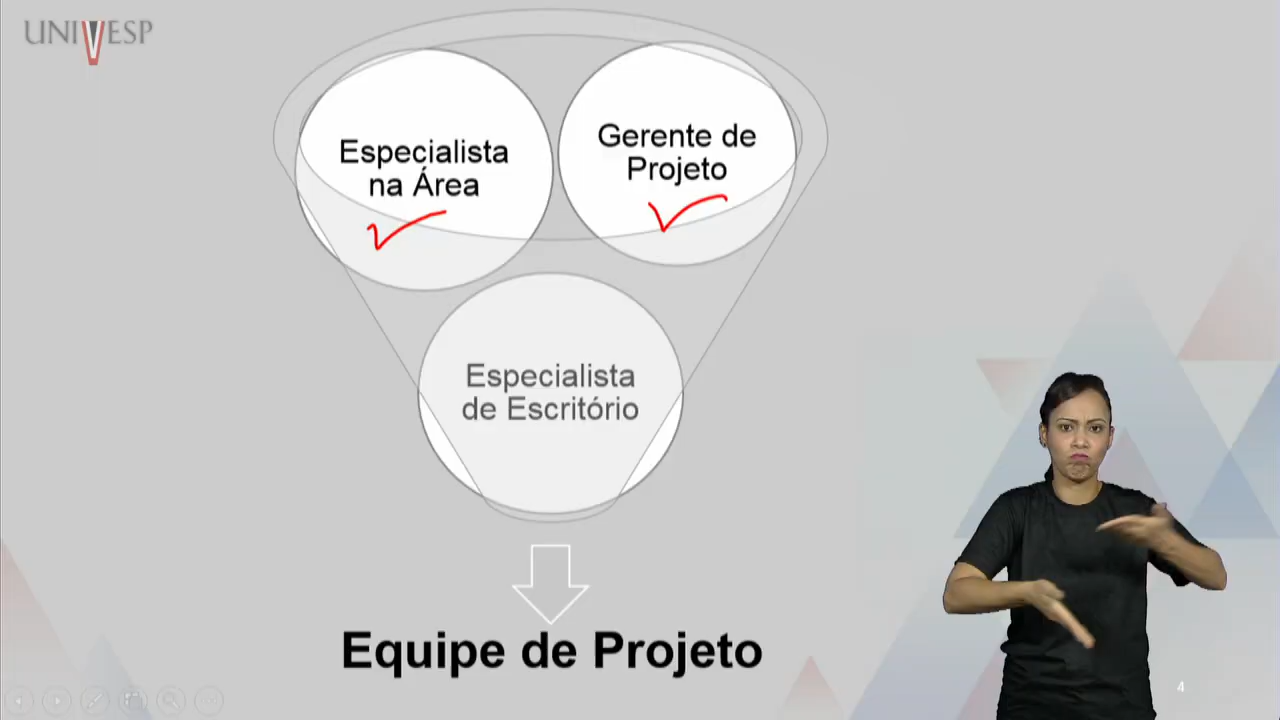 UNIVESP
Especialista
na Área
Gerente de
Projeto
Especialista
de Escritório
Equipe de Projeto
4